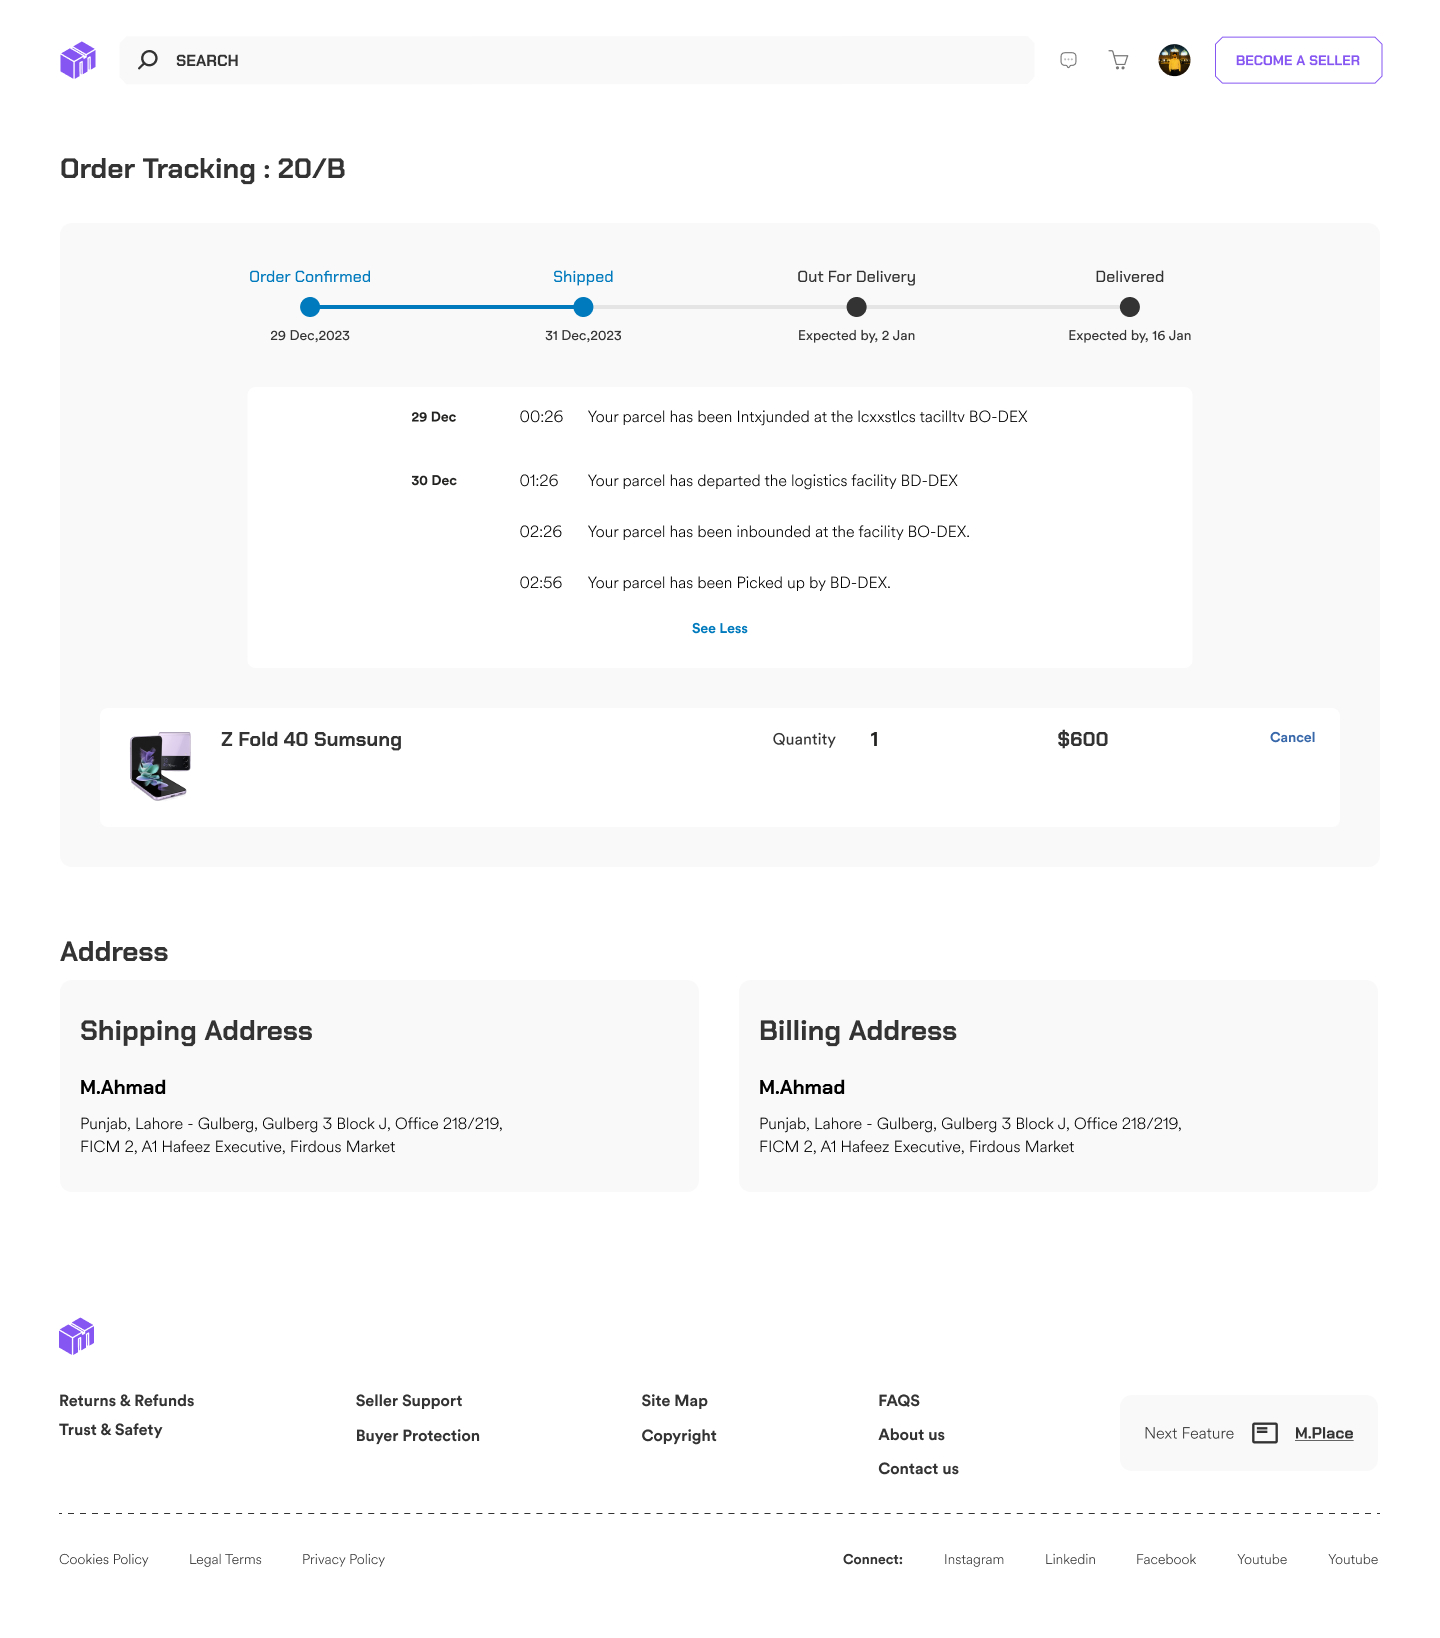 SEARCH
BECOME A SELLER
Order Tracking : 20/B
Order Confirmed
Shipped
Out For Delivery
Delivered
29 Dec,2023
31 Dec,2023
Expected by, 2 Jan
Expected by, 16 Jan
29 Dec 00:26 Your parcel has been Intxjunded at the lcxxstlcs tacilltv BO-DEX
30 Dec 01:26 Your parcel has departed the logistics facility BD-DEX
02:26 Your parcel has been inbounded at the facility BO-DEX.
02:56 Your parcel has been Picked up by BD-DEX.
See Less
Z Fold 40 Sumsung Quantity 1 $600 Cancel
Address
Shipping Address
M.Ahmad
Punjab, Lahore - Gulberg, Gulberg 3 Block J, Office 218/219,
FICM 2, A1 Hafeez Executive, Firdous Market
Billing Address
M.Ahmad
Punjab, Lahore - Gulberg, Gulberg 3 Block J, Office 218/219,
FICM 2, A1 Hafeez Executive, Firdous Market
Returns & Refunds
Trust & Safety
Seller Support
Buyer Protection
Site Map
Copyright
FAQS
About us
Contact us
Next Feature M.Place
Cookies Policy Legal Terms Privacy Policy
Connect: Instagram Linkedin Facebook Youtube Youtube